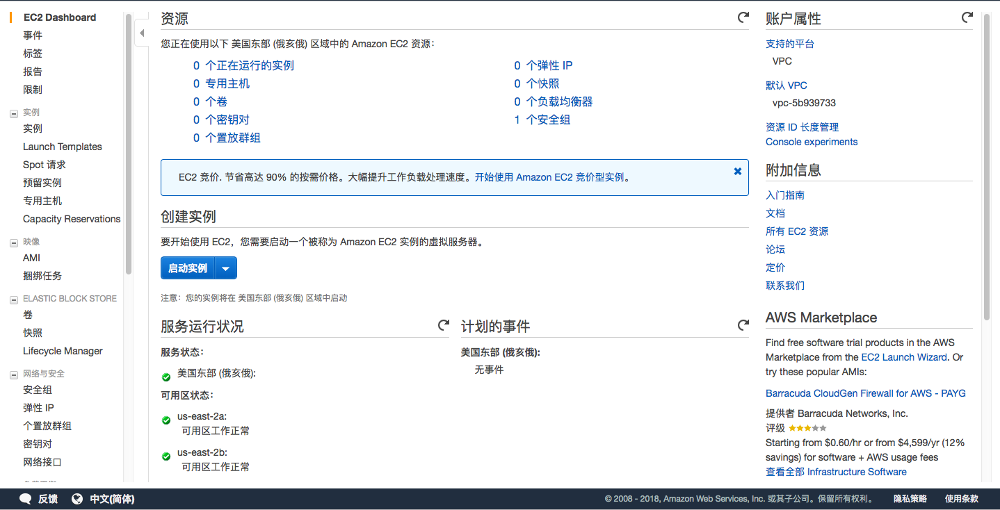 EC2 Dashboard
事件
标签
报告
限制
实例
实例
Launch Templates
Spot 请求
预留实例
专用主机
Capacity Reservations
映像
AMI
捆绑任务
ELASTIC BLOCK STORE
卷
快照
Lifecycle Manager
网络与安全
安全组
弹性 IP
个置放群组
密钥对
网络接口
资源
您正在使用以下 美国东部 (俄亥俄) 区域中的 Amazon EC2 资源：
0 个正在运行的实例
0 专用主机
0 个卷
0 个密钥对
0 个置放群组
0 个弹性 IP
0 个快照
0 个负载均衡器
1 个安全组
EC2 竞价. 节省高达 90% 的按需价格。大幅提升工作负载处理速度。开始使用 Amazon EC2 竞价型实例。
创建实例
要开始使用 EC2，您需要启动一个被称为 Amazon EC2 实例的虚拟服务器。
启动实例
注意：您的实例将在 美国东部 (俄亥俄) 区域中启动
服务运行状况
服务状态：
美国东部 (俄亥俄):
可用区状态：
us-east-2a:
可用区工作正常
us-east-2b:
可用区工作正常
计划的事件
美国东部 (俄亥俄):
无事件
账户属性
支持的平台
VPC
默认 VPC
vpc-5b939733
资源 ID 长度管理
Console experiments
附加信息
入门指南
文档
所有 EC2 资源
论坛
定价
联系我们
AWS Marketplace
Find free software trial products in the AWS
Marketplace from the EC2 Launch Wizard. Or
try these popular AMIs:
Barracuda CloudGen Firewall for AWS - PAYG
提供者 Barracuda Networks, Inc.
评级
Starting from $0.60/hr or from $4,599/yr (12%
savings) for software + AWS usage fees
查看全部 Infrastructure Software
反馈
中文(简体)
© 2008 - 2018, Amazon Web Services, Inc. 或其子公司。保留所有权利。
隐私策略
使用条款